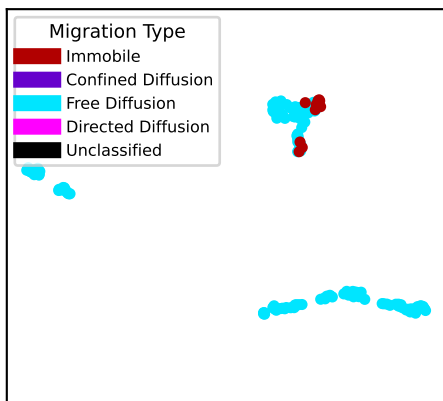 Migration Type
Immobile
Confined Diffusion
Free Diffusion
Directed Diffusion
Unclassified